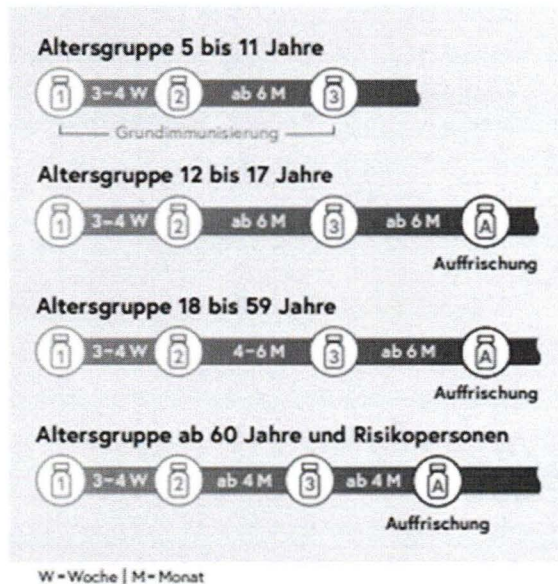 Altersgruppe 5 bis 11 Jahre
1 3–4 W 2 ab 6 M 3
Grundimmunisierung
Altersgruppe 12 bis 17 Jahre
1 3–4 W 2 ab 6 M 3 ab 6 M A
Auffrischung
Altersgruppe 18 bis 59 Jahre
1 3–4 W 2 4–6 M 3 ab 6 M A
Auffrischung
Altersgruppe ab 60 Jahre und Risikopersonen
1 3–4 W 2 ab 4 M 3 ab 4 M A
Auffrischung
W=Woche | M=Monat